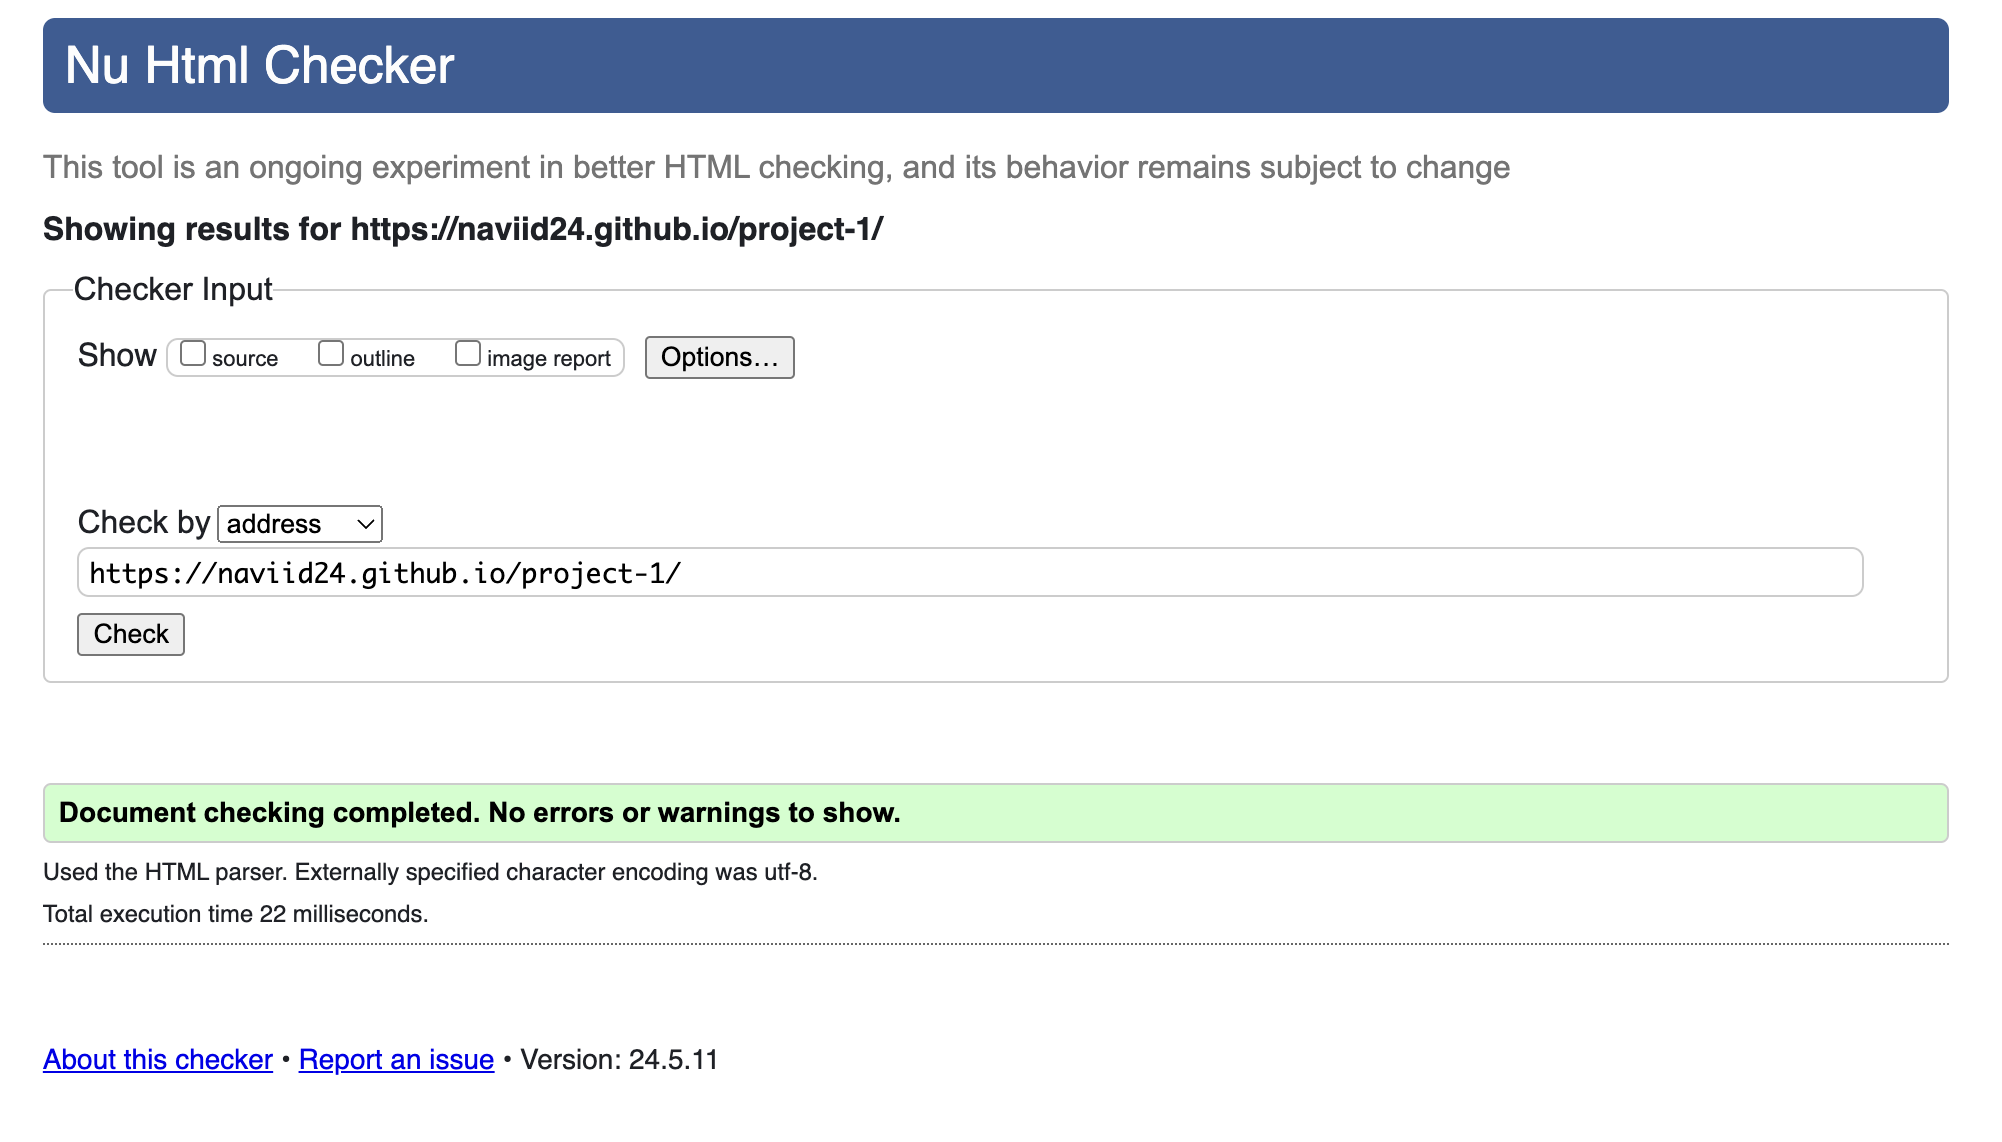 Nu Html Checker
This tool is an ongoing experiment in better HTML checking, and its behavior remains subject to change
Showing results for https://naviid24.github.io/project-1/
Checker Input
Show source outline image report Options…
Check by address
https://naviid24.github.io/project-1/
Check
Document checking completed. No errors or warnings to show.
Used the HTML parser. Externally specified character encoding was utf-8.
Total execution time 22 milliseconds.
About this checker • Report an issue • Version: 24.5.11